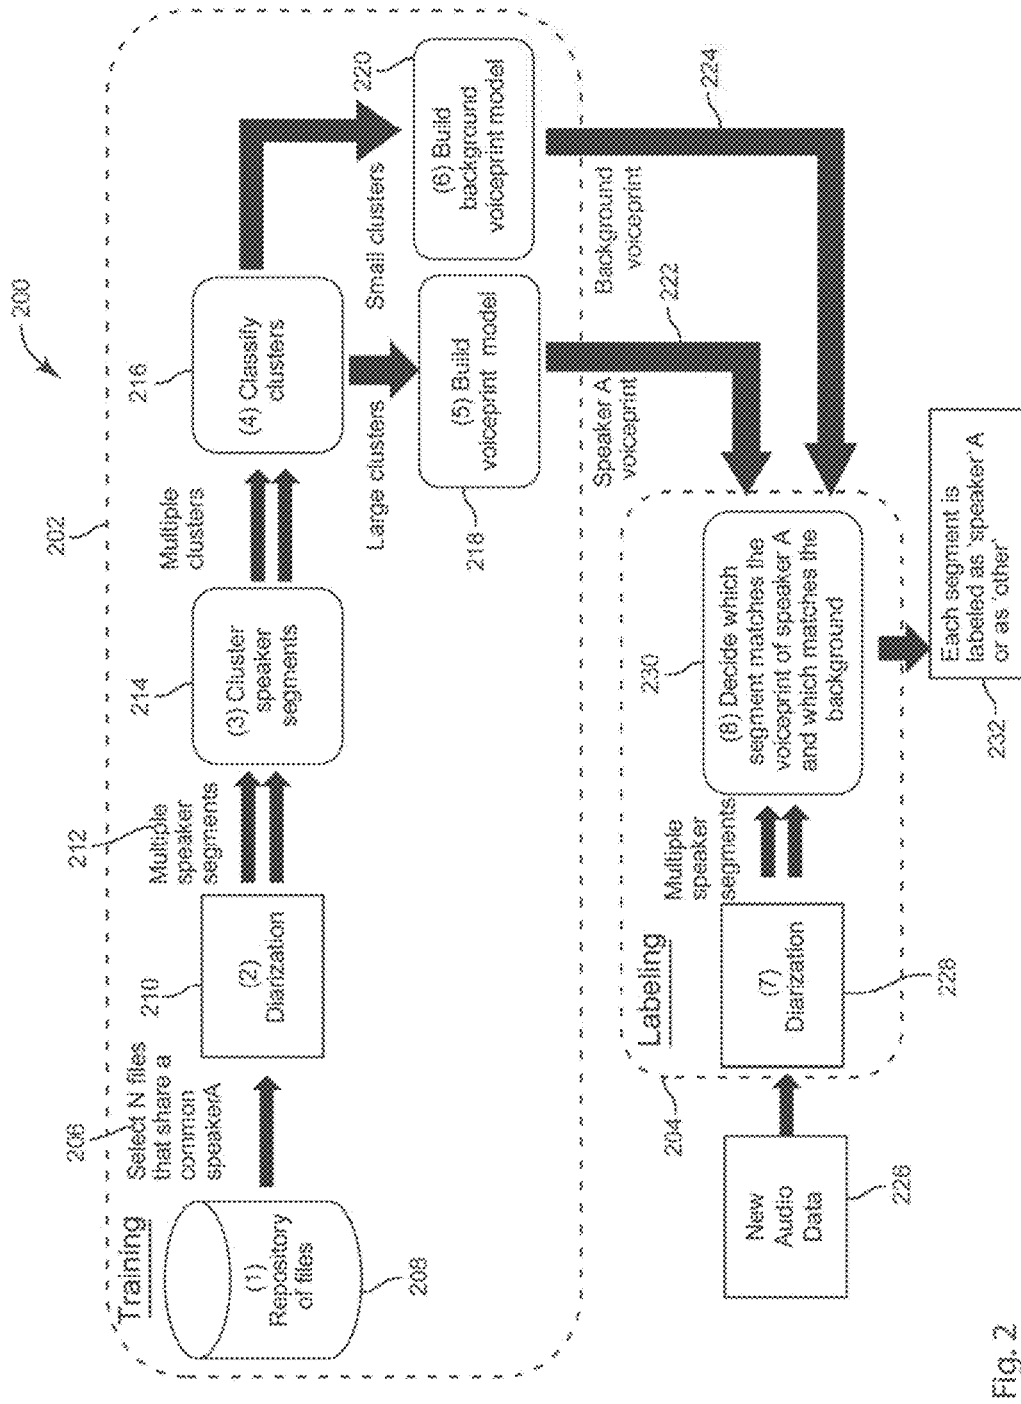 200
202
Training
(1)
Repository
of files
208
206
Select N files
that share a
common
speakerA
210
(2)
Diarization
212
Multiple
speaker
segments
214
(3) Cluster
speaker
segments
Multiple
clusters
216
(4) Classify
clusters
Large clusters
Small clusters
218
(5) Build
voiceprint model
220
(6) Build
background
voiceprint model
Speaker A
voiceprint
222
Background
voiceprint
224
204
Labeling
New
Audio
Data
226
(7)
Diarization
228
Multiple
speaker
segments
230
(8) Decide which
segment matches the
voiceprint of speaker A
and which matches the
background
232
Each segment is
labeled as 'speaker' A
or as 'other'
Fig. 2